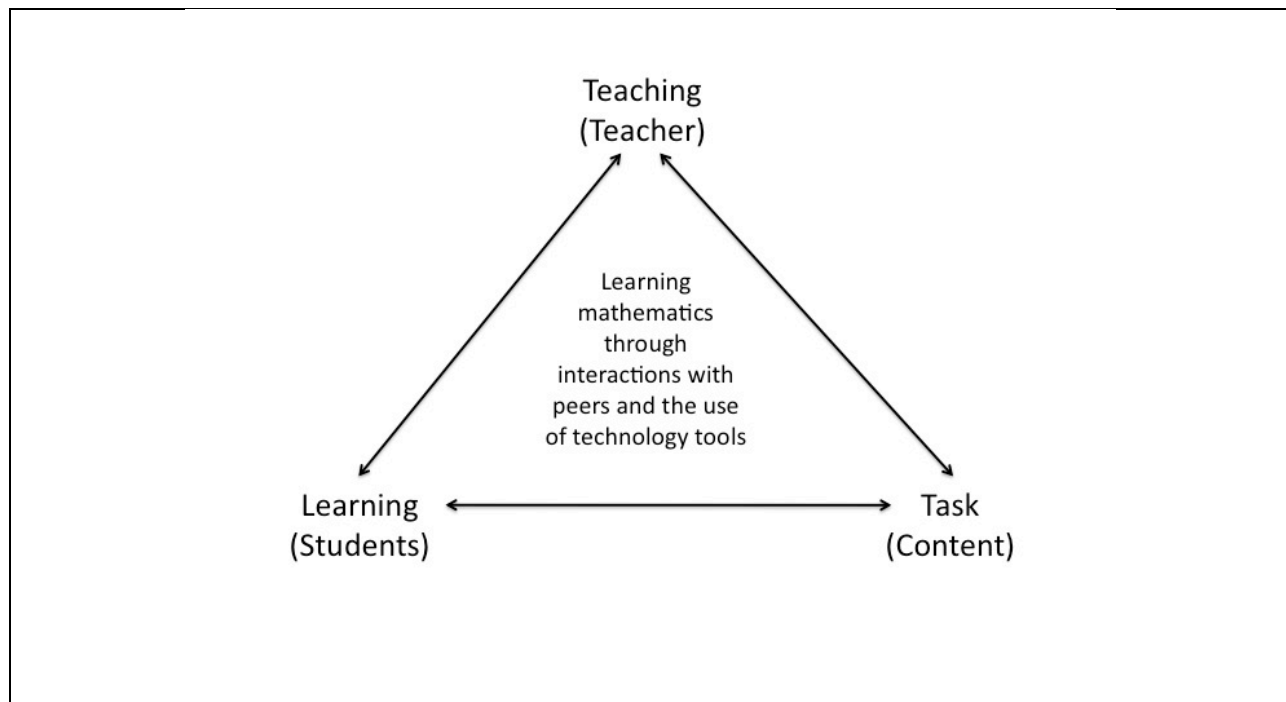 Teaching
(Teacher)
Learning
mathematics
through
interactions with
peers and the use
of technology tools
Learning
(Students)
Task
(Content)